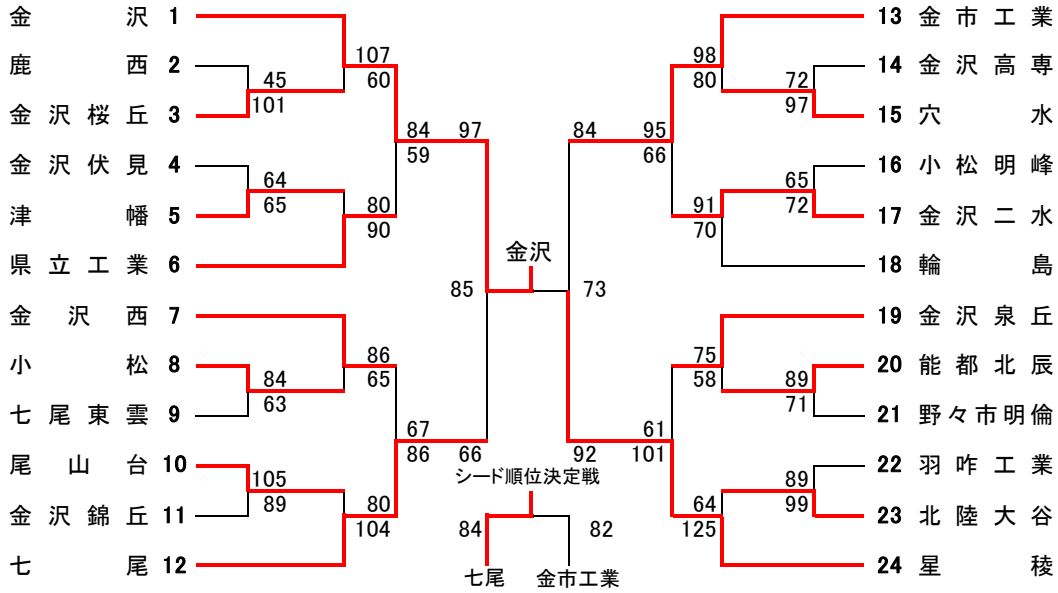 金沢 1 13 金市工業
107 98
鹿西 2 45 60 80 72 14 金沢高専
金沢桜丘 3 101 97 15 穴水
84 97 84 95
59 66
金沢伏見 4 64 65 16 小松明峰
津幡 5 65 80 91 72 17 金沢二水
90 70
県立工業 6 金沢 18 輪島
85 73
金沢西 7 19 金沢泉丘
86 75
小松 8 84 65 58 89 20 能都北辰
七尾東雲 9 63 71 21 野々市明倫
67 61
86 66 92 101
尾山台 10 105 シード順位決定戦 89 22 羽咋工業
金沢錦丘 11 89 80 64 99 23 北陸大谷
104 84 82 125
七尾 12 七尾 金市工業 24 星稜